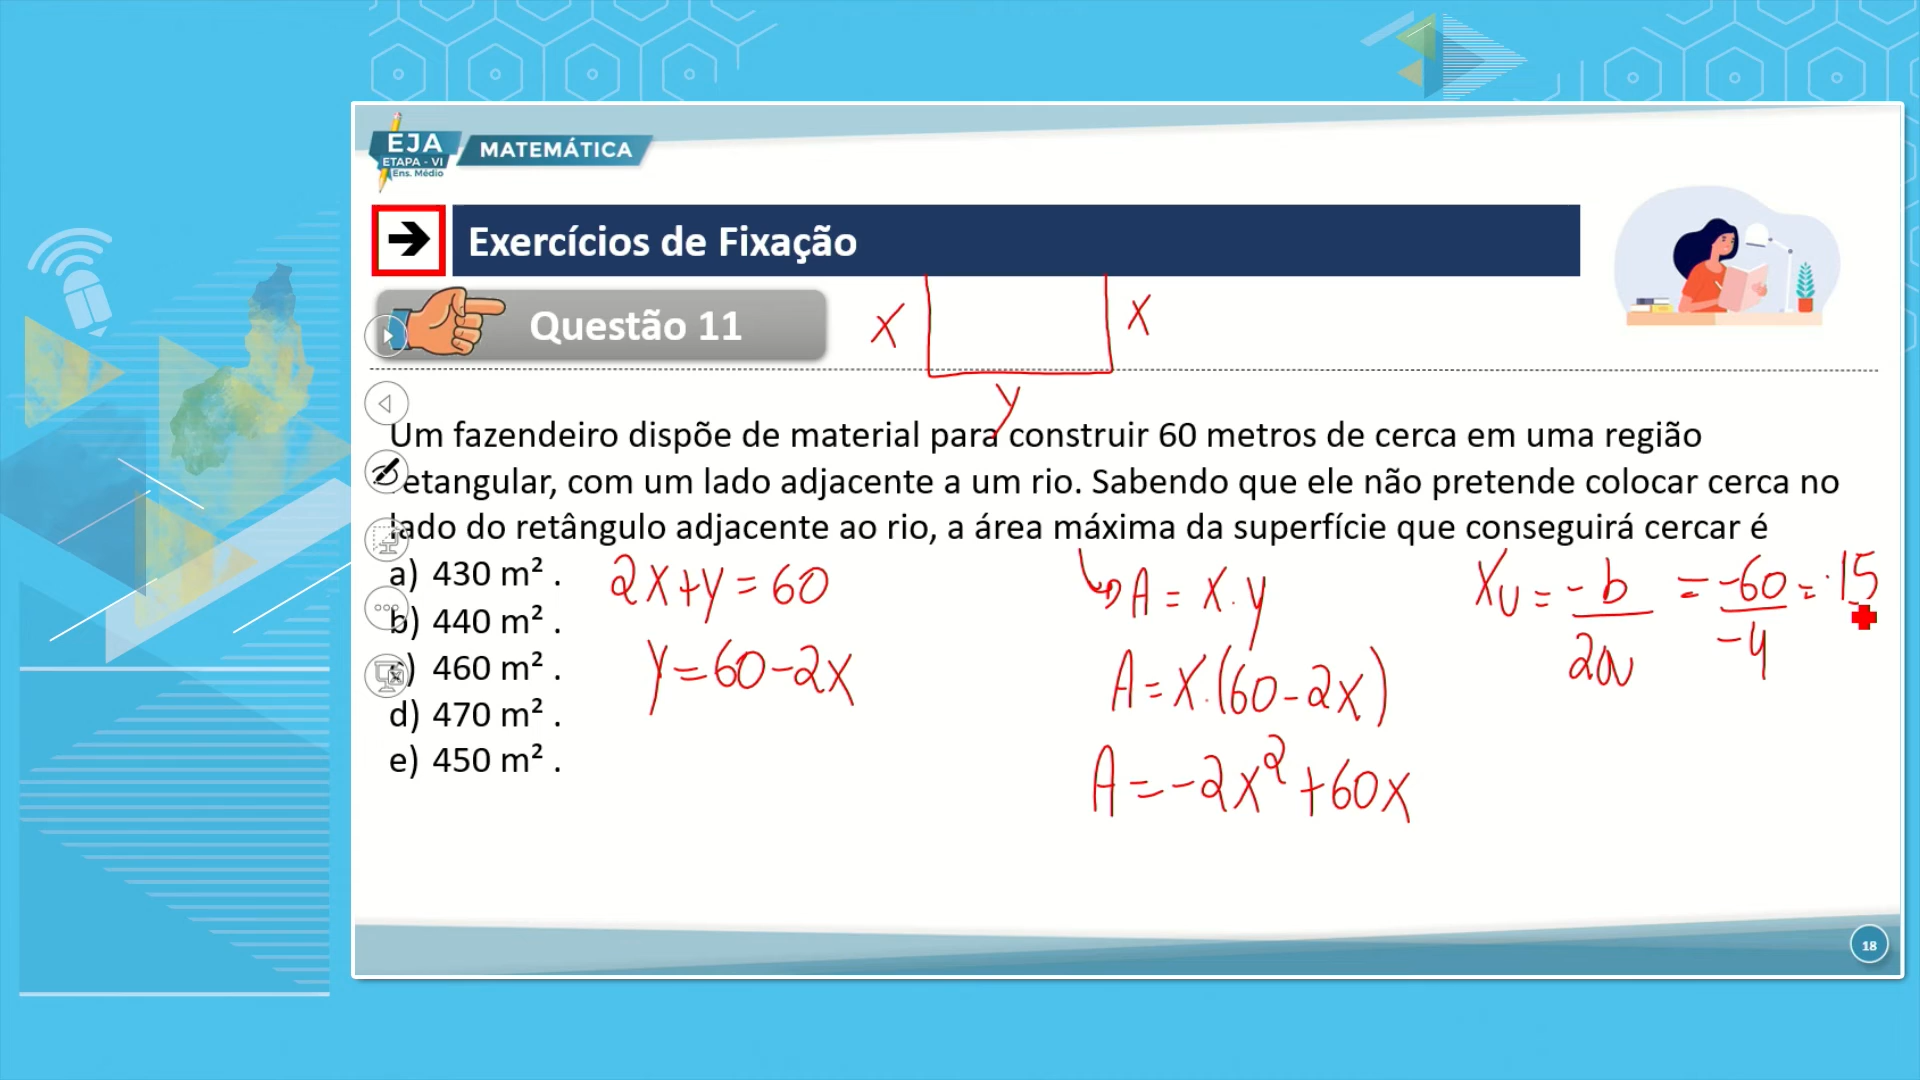 EJA
ETAPA - VI
Ens. Médio
MATEMÁTICA
Exercícios de Fixação
Questão 11
X
X
y
Um fazendeiro dispõe de material para construir 60 metros de cerca em uma região
etangular, com um lado adjacente a um rio. Sabendo que ele não pretende colocar cerca no
lado do retângulo adjacente ao rio, a área máxima da superfície que conseguirá cercar é
a) 430 m² .
b) 440 m² .
) 460 m² .
d) 470 m² .
e) 450 m² .
2x+y=60
y=60-2x
A = x.y
A=x.(60-2x)
A=-2x²+60x
Xv = -b/2a = -60/-4 = 15
18